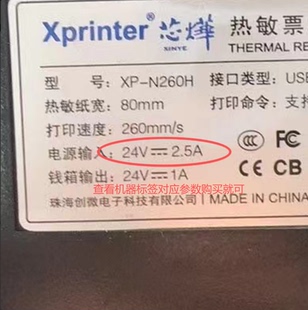 Xprinter 芯烨 热敏票
XINYE THERMAL RE
型 号: XP-N260H 接口类型: USB
热敏纸宽: 80mm 打印命令: 支持
打印速度: 260mm/s
电源输入: 24V⎓2.5A
查看机器标签对应参数购买就可
钱箱输出: 24V⎓1A CE CB
珠海创微电子科技有限公司 MADE IN CHINA